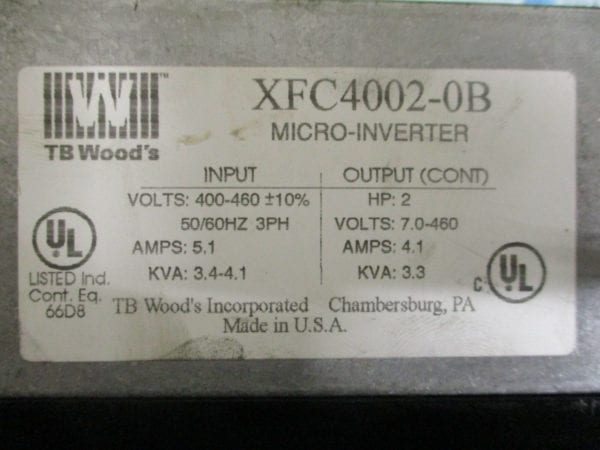 XFC4002-0B
MICRO-INVERTER
W
™
TB Wood's
INPUT
VOLTS: 400-460 ±10%
50/60HZ 3PH
AMPS: 5.1
KVA: 3.4-4.1
OUTPUT (CONT)
HP: 2
VOLTS: 7.0-460
AMPS: 4.1
KVA: 3.3
UL
LISTED Ind.
Cont. Eq.
66D8
C UL
TB Wood's Incorporated Chambersburg, PA
Made in U.S.A.